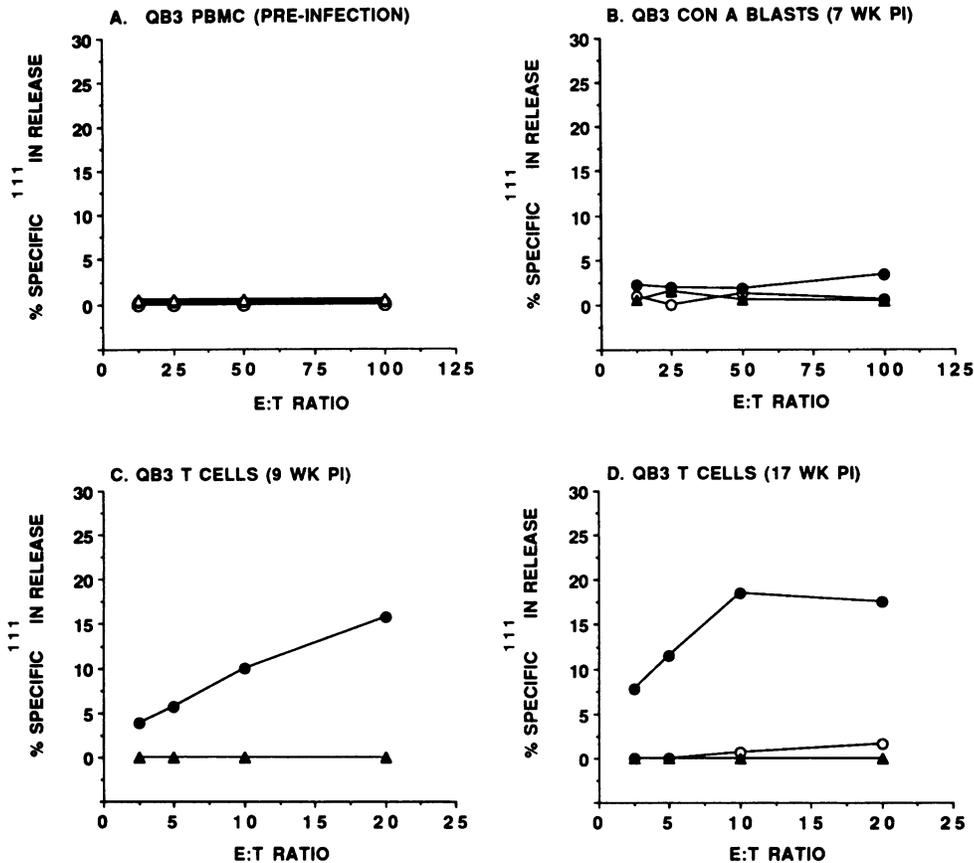 A. QB3 PBMC (PRE-INFECTION)
% SPECIFIC 111 IN RELEASE
30
25
20
15
10
5
0
0 25 50 75 100 125
E:T RATIO
B. QB3 CON A BLASTS (7 WK PI)
% SPECIFIC 111 IN RELEASE
30
25
20
15
10
5
0
0 25 50 75 100 125
E:T RATIO
C. QB3 T CELLS (9 WK PI)
% SPECIFIC 111 IN RELEASE
30
25
20
15
10
5
0
0 5 10 15 20 25
E:T RATIO
D. QB3 T CELLS (17 WK PI)
% SPECIFIC 111 IN RELEASE
30
25
20
15
10
5
0
0 5 10 15 20 25
E:T RATIO